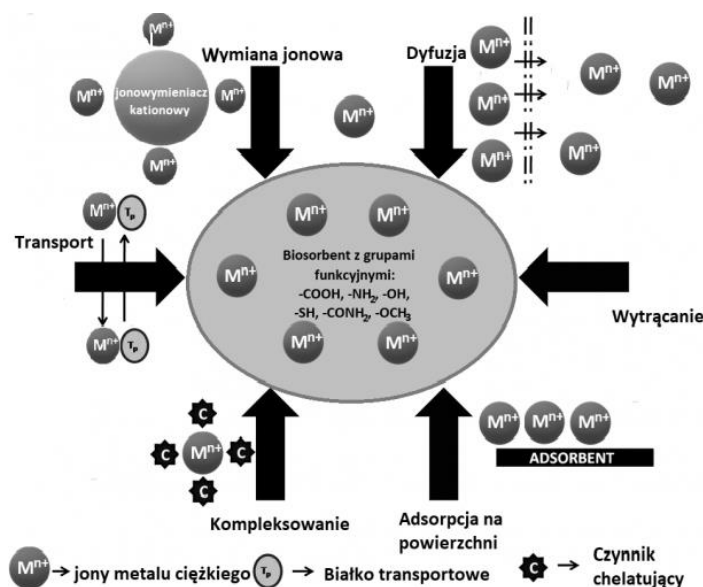 Mn+
Wymiana jonowa
Dyfuzja
Mn+
Mn+
jonowymieniacz
kationowy
Mn+
Mn+
Mn+
Mn+
Mn+
Mn+
Mn+
Mn+
Mn+
Mn+ Tp
Transport
Mn+ Tp
Mn+ Mn+
Biosorbent z grupami
funkcyjnymi:
-COOH, -NH2, -OH,
-SH, -CONH2, -OCH3
Mn+ Mn+
Mn+ Mn+
Wytrącanie
C
C Mn+ C
C
Mn+ Mn+ Mn+
ADSORBENT
Kompleksowanie
Adsorpcja na
powierzchni
Mn+ → jony metalu ciężkiego Tp → Białko transportowe C → Czynnik
chelatujący